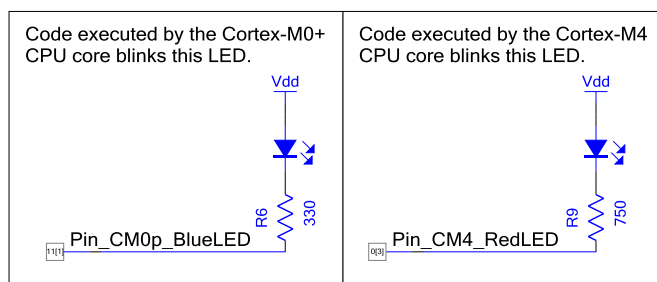 Code executed by the Cortex-M0+
CPU core blinks this LED.
Vdd
R6
330
Pin_CM0p_BlueLED
11[1]
Code executed by the Cortex-M4
CPU core blinks this LED.
Vdd
R9
750
Pin_CM4_RedLED
0[3]